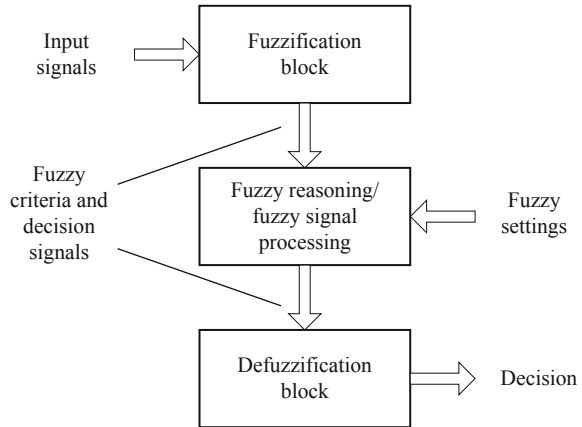 Input
signals
Fuzzification
block
Fuzzy
criteria and
decision
signals
Fuzzy reasoning/
fuzzy signal
processing
Fuzzy
settings
Defuzzification
block
Decision